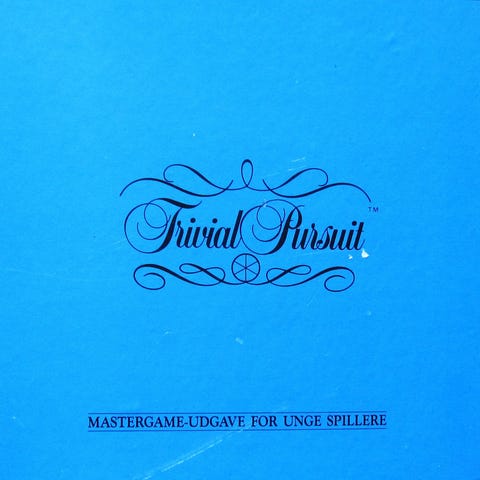 Trivial Pursuit™
MASTERGAME-UDGAVE FOR UNGE SPILLERE